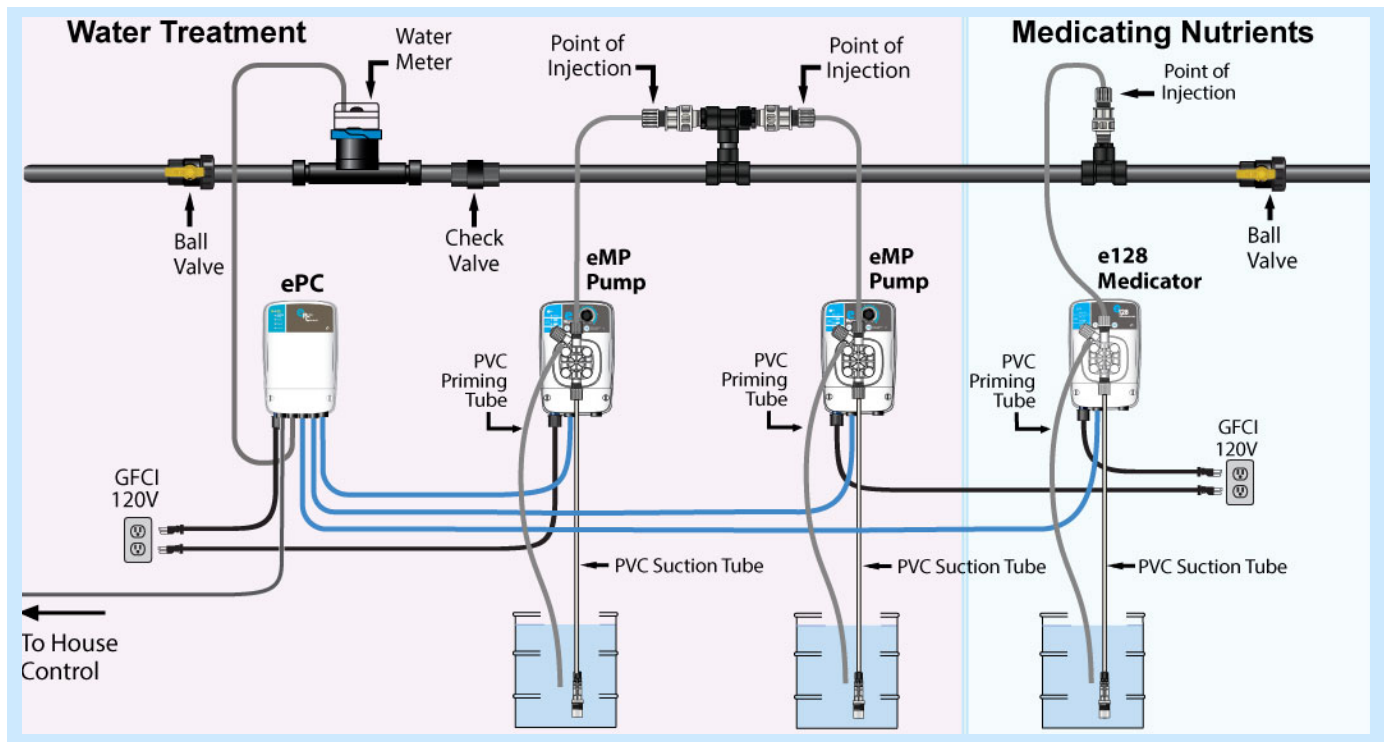 Water Treatment
Medicating Nutrients
Water
Meter
Point of
Injection
Point of
Injection
Point of
Injection
Ball
Valve
Check
Valve
Ball
Valve
ePC
eMP
Pump
eMP
Pump
e128
Medicator
PVC
Priming
Tube
PVC
Priming
Tube
PVC
Priming
Tube
GFCI
120V
GFCI
120V
PVC Suction Tube
PVC Suction Tube
PVC Suction Tube
To House
Control